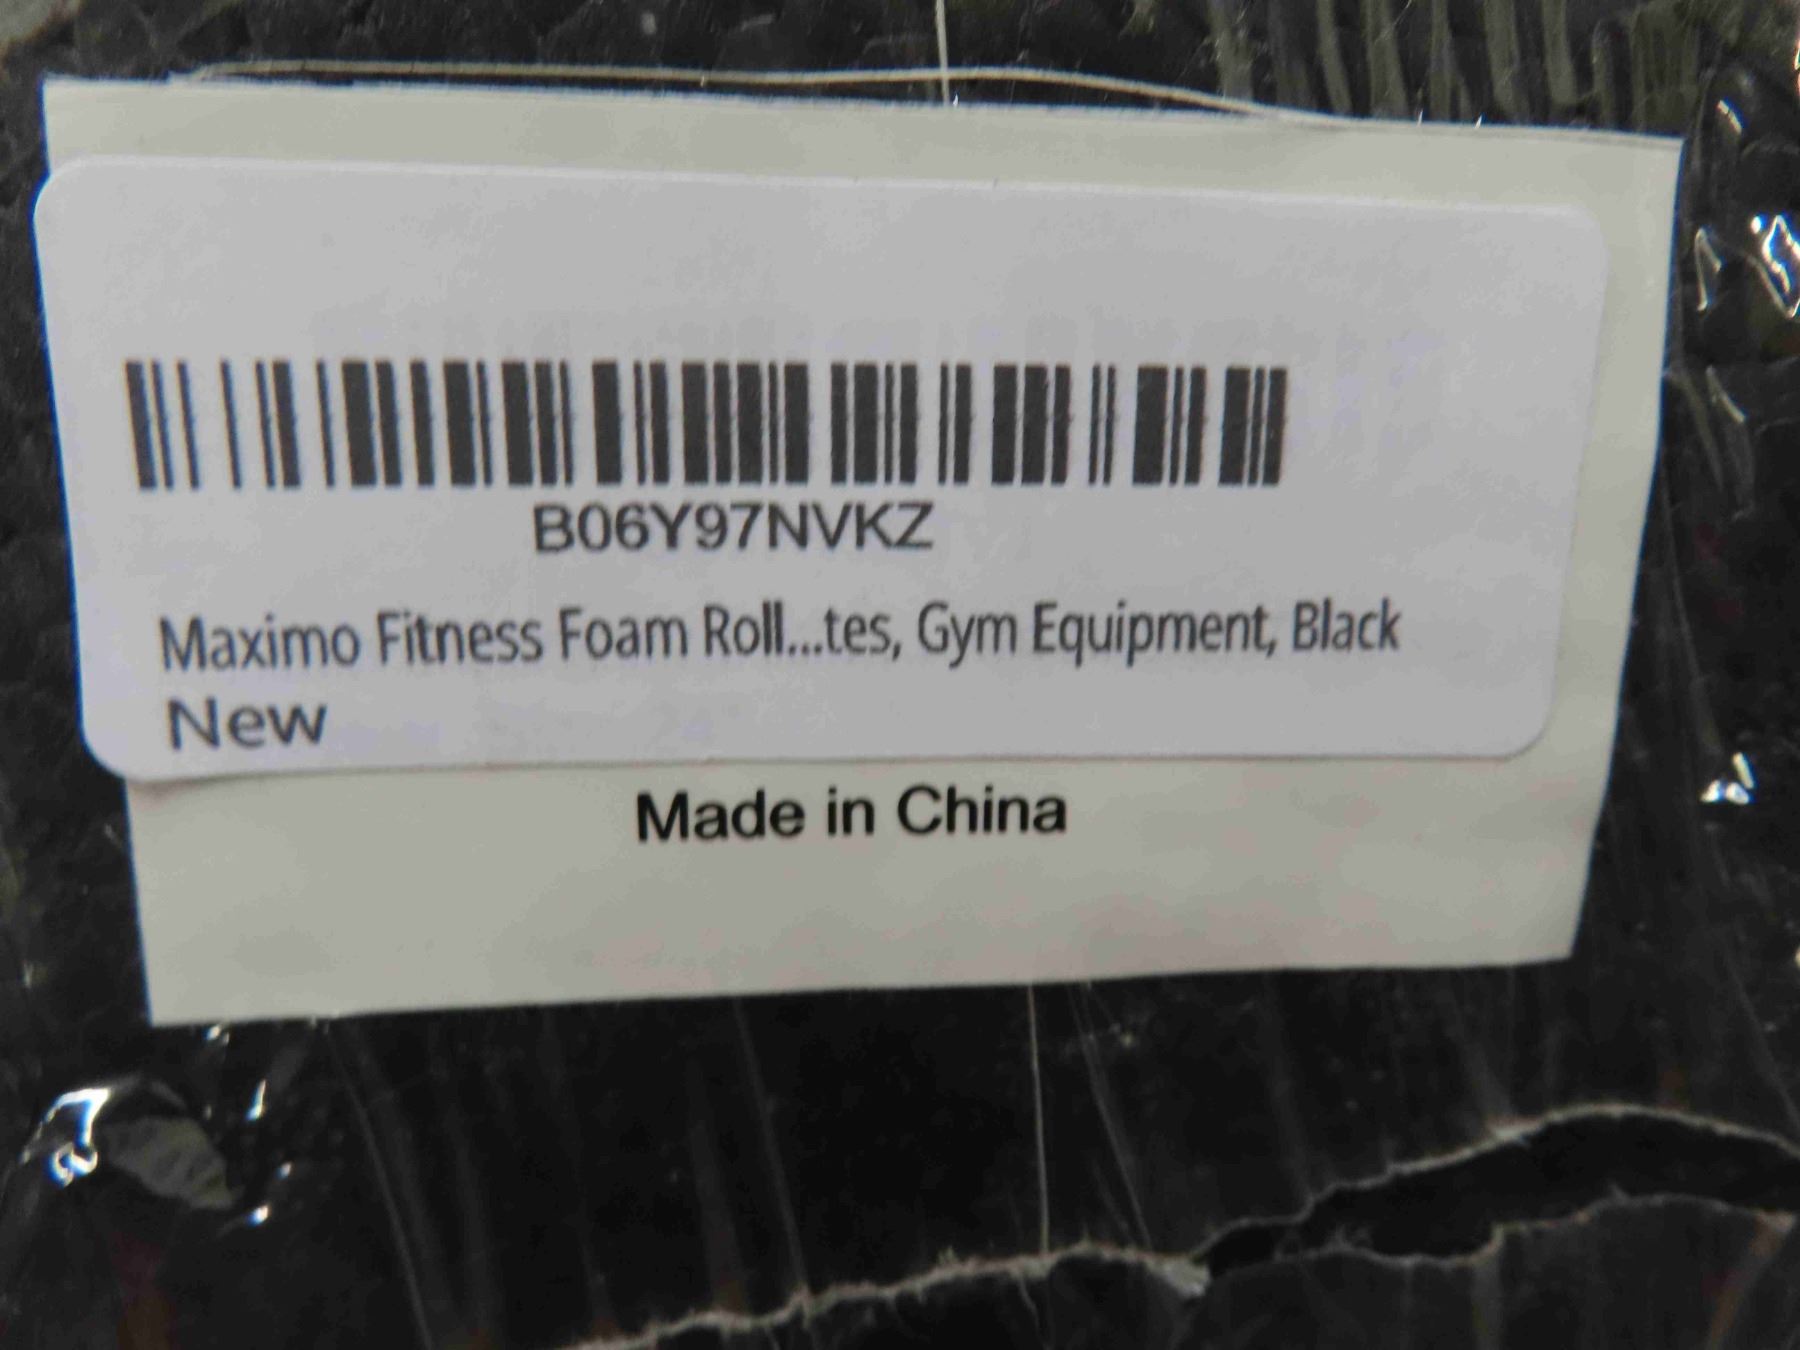 B06Y97NVKZ
Maximo Fitness Foam Roll...tes, Gym Equipment, Black
New
Made in China